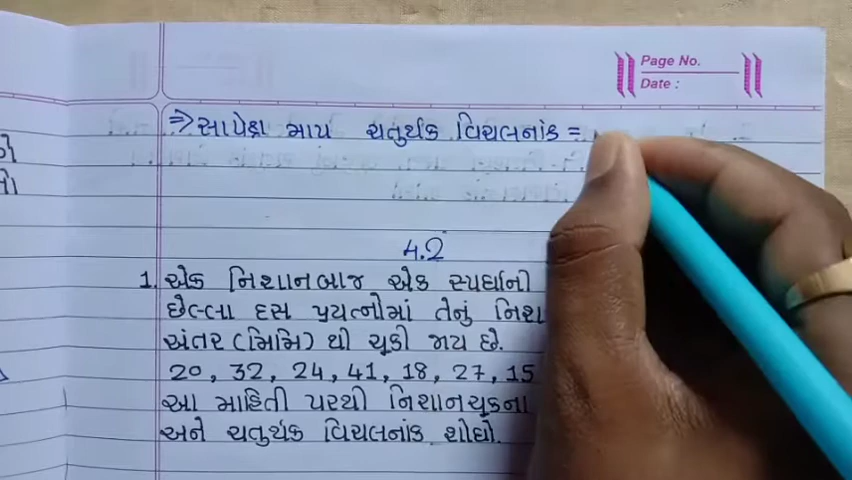 Page No.
Date :
⇒ સાપેક્ષ માપ ચતુર્થક વિચલનાંક =
4.2
1. એક નિશાનબાજ એક સ્પર્ધાની
છેલ્લા દસ પ્રયત્નોમાં તેનું નિશ
અંતર (મિમિ) થી ચૂકી જાય છે.
20, 32, 24, 41, 18, 27, 15
આ માહિતી પરથી નિશાનચૂકના
અને ચતુર્થક વિચલનાંક શોધો.